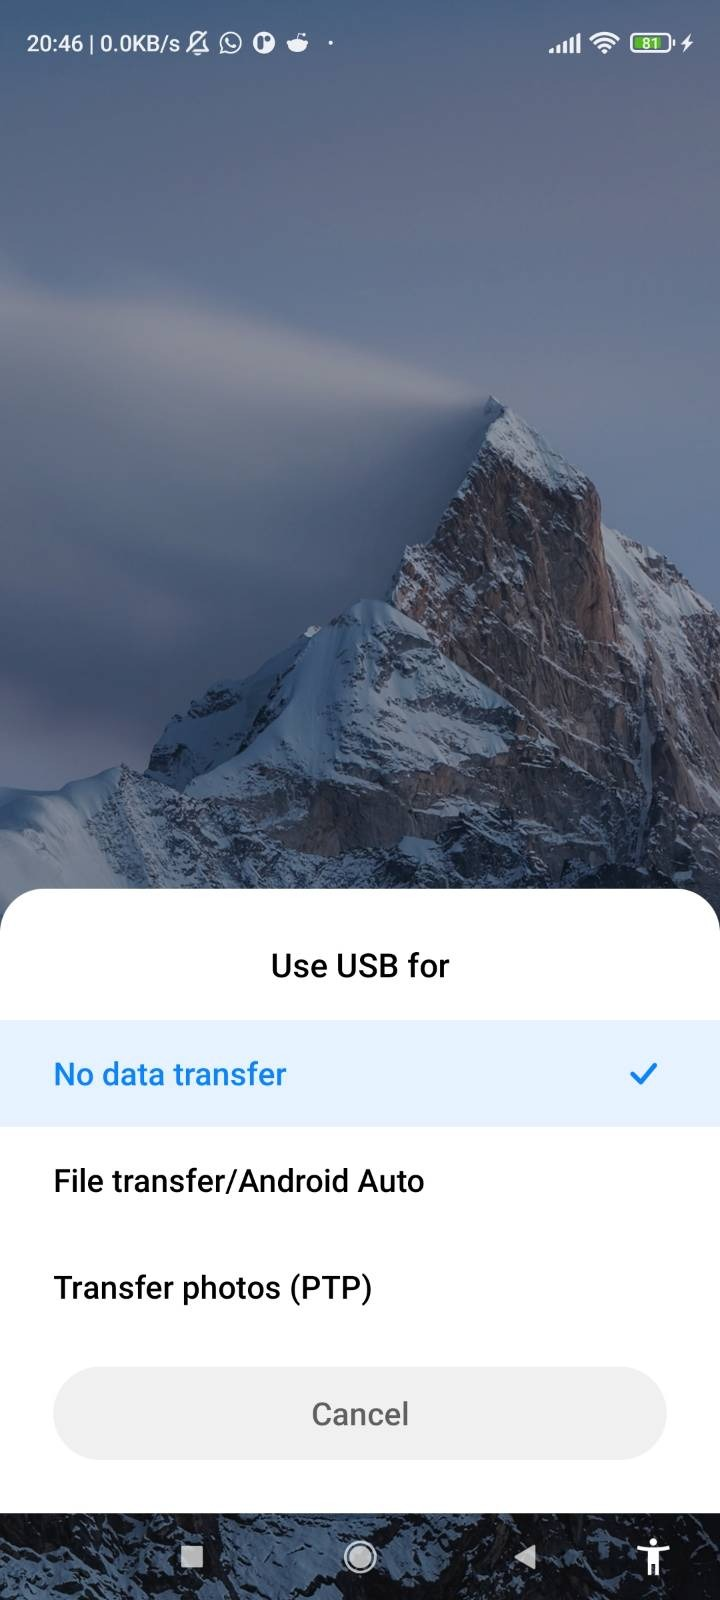 20:46 | 0.0KB/s 81
Use USB for
No data transfer
File transfer/Android Auto
Transfer photos (PTP)
Cancel